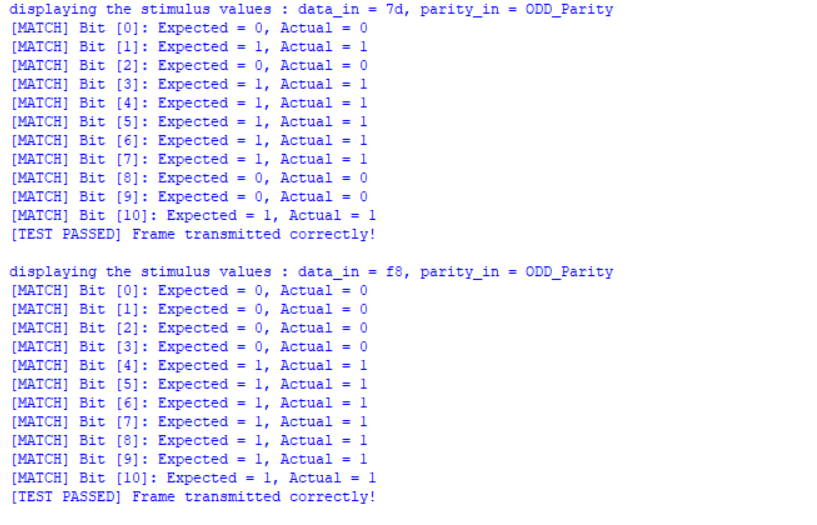 displaying the stimulus values : data_in = 7d, parity_in = ODD_Parity
[MATCH] Bit [0]: Expected = 0, Actual = 0
[MATCH] Bit [1]: Expected = 1, Actual = 1
[MATCH] Bit [2]: Expected = 0, Actual = 0
[MATCH] Bit [3]: Expected = 1, Actual = 1
[MATCH] Bit [4]: Expected = 1, Actual = 1
[MATCH] Bit [5]: Expected = 1, Actual = 1
[MATCH] Bit [6]: Expected = 1, Actual = 1
[MATCH] Bit [7]: Expected = 1, Actual = 1
[MATCH] Bit [8]: Expected = 0, Actual = 0
[MATCH] Bit [9]: Expected = 0, Actual = 0
[MATCH] Bit [10]: Expected = 1, Actual = 1
[TEST PASSED] Frame transmitted correctly!
displaying the stimulus values : data_in = f8, parity_in = ODD_Parity
[MATCH] Bit [0]: Expected = 0, Actual = 0
[MATCH] Bit [1]: Expected = 0, Actual = 0
[MATCH] Bit [2]: Expected = 0, Actual = 0
[MATCH] Bit [3]: Expected = 0, Actual = 0
[MATCH] Bit [4]: Expected = 1, Actual = 1
[MATCH] Bit [5]: Expected = 1, Actual = 1
[MATCH] Bit [6]: Expected = 1, Actual = 1
[MATCH] Bit [7]: Expected = 1, Actual = 1
[MATCH] Bit [8]: Expected = 1, Actual = 1
[MATCH] Bit [9]: Expected = 1, Actual = 1
[MATCH] Bit [10]: Expected = 1, Actual = 1
[TEST PASSED] Frame transmitted correctly!